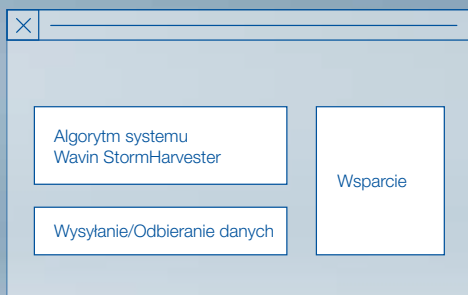 Algorytm systemu
Wavin StormHarvester
Wsparcie
Wysyłanie/Odbieranie danych